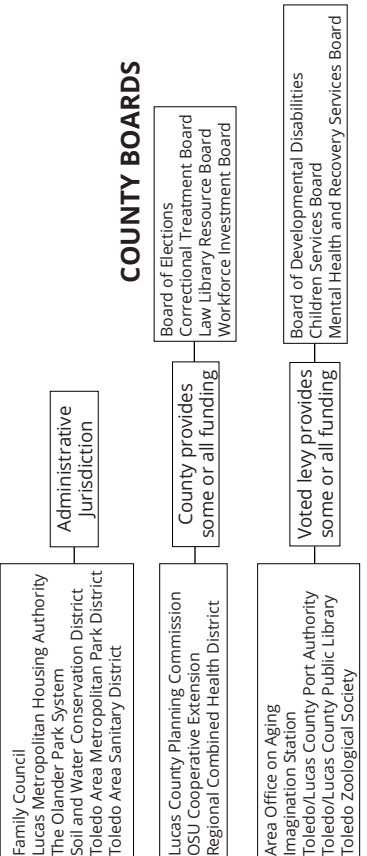 COUNTY BOARDS
Family Council
Lucas Metropolitan Housing Authority
The Olander Park System
Soil and Water Conservation District
Toledo Area Metropolitan Park District
Toledo Area Sanitary District
Administrative
Jurisdiction
Lucas County Planning Commission
OSU Cooperative Extension
Regional Combined Health District
County provides
some or all funding
Board of Elections
Correctional Treatment Board
Law Library Resource Board
Workforce Investment Board
Area Office on Aging
Imagination Station
Toledo/Lucas County Port Authority
Toledo/Lucas County Public Library
Toledo Zoological Society
Voted levy provides
some or all funding
Board of Developmental Disabilities
Children Services Board
Mental Health and Recovery Services Board